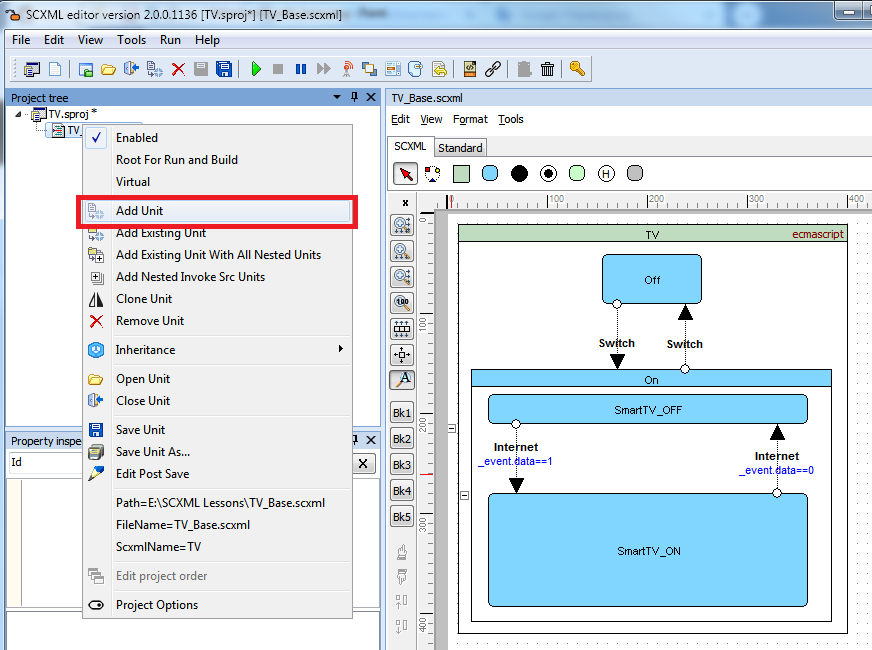 SCXML editor version 2.0.0.1136 [TV.sproj*] [TV_Base.scxml]
File Edit View Tools Run Help
Project tree
TV.sproj *
TV_
Enabled
Root For Run and Build
Virtual
Add Unit
Add Existing Unit
Add Existing Unit With All Nested Units
Add Nested Invoke Src Units
Clone Unit
Remove Unit
Inheritance
Open Unit
Close Unit
Save Unit
Save Unit As...
Edit Post Save
Path=E:\SCXML Lessons\TV_Base.scxml
FileName=TV_Base.scxml
ScxmlName=TV
Edit project order
Project Options
Property inspe
Id
X
TV_Base.scxml
Edit View Format Tools
SCXML Standard
H
x
100
A
Bk1
Bk2
Bk3
Bk4
Bk5
0 100 200 300 400
0
100
200
300
400
TV ecmascript
Off
Switch Switch
On
SmartTV_OFF
Internet
_event.data==1
Internet
_event.data==0
SmartTV_ON